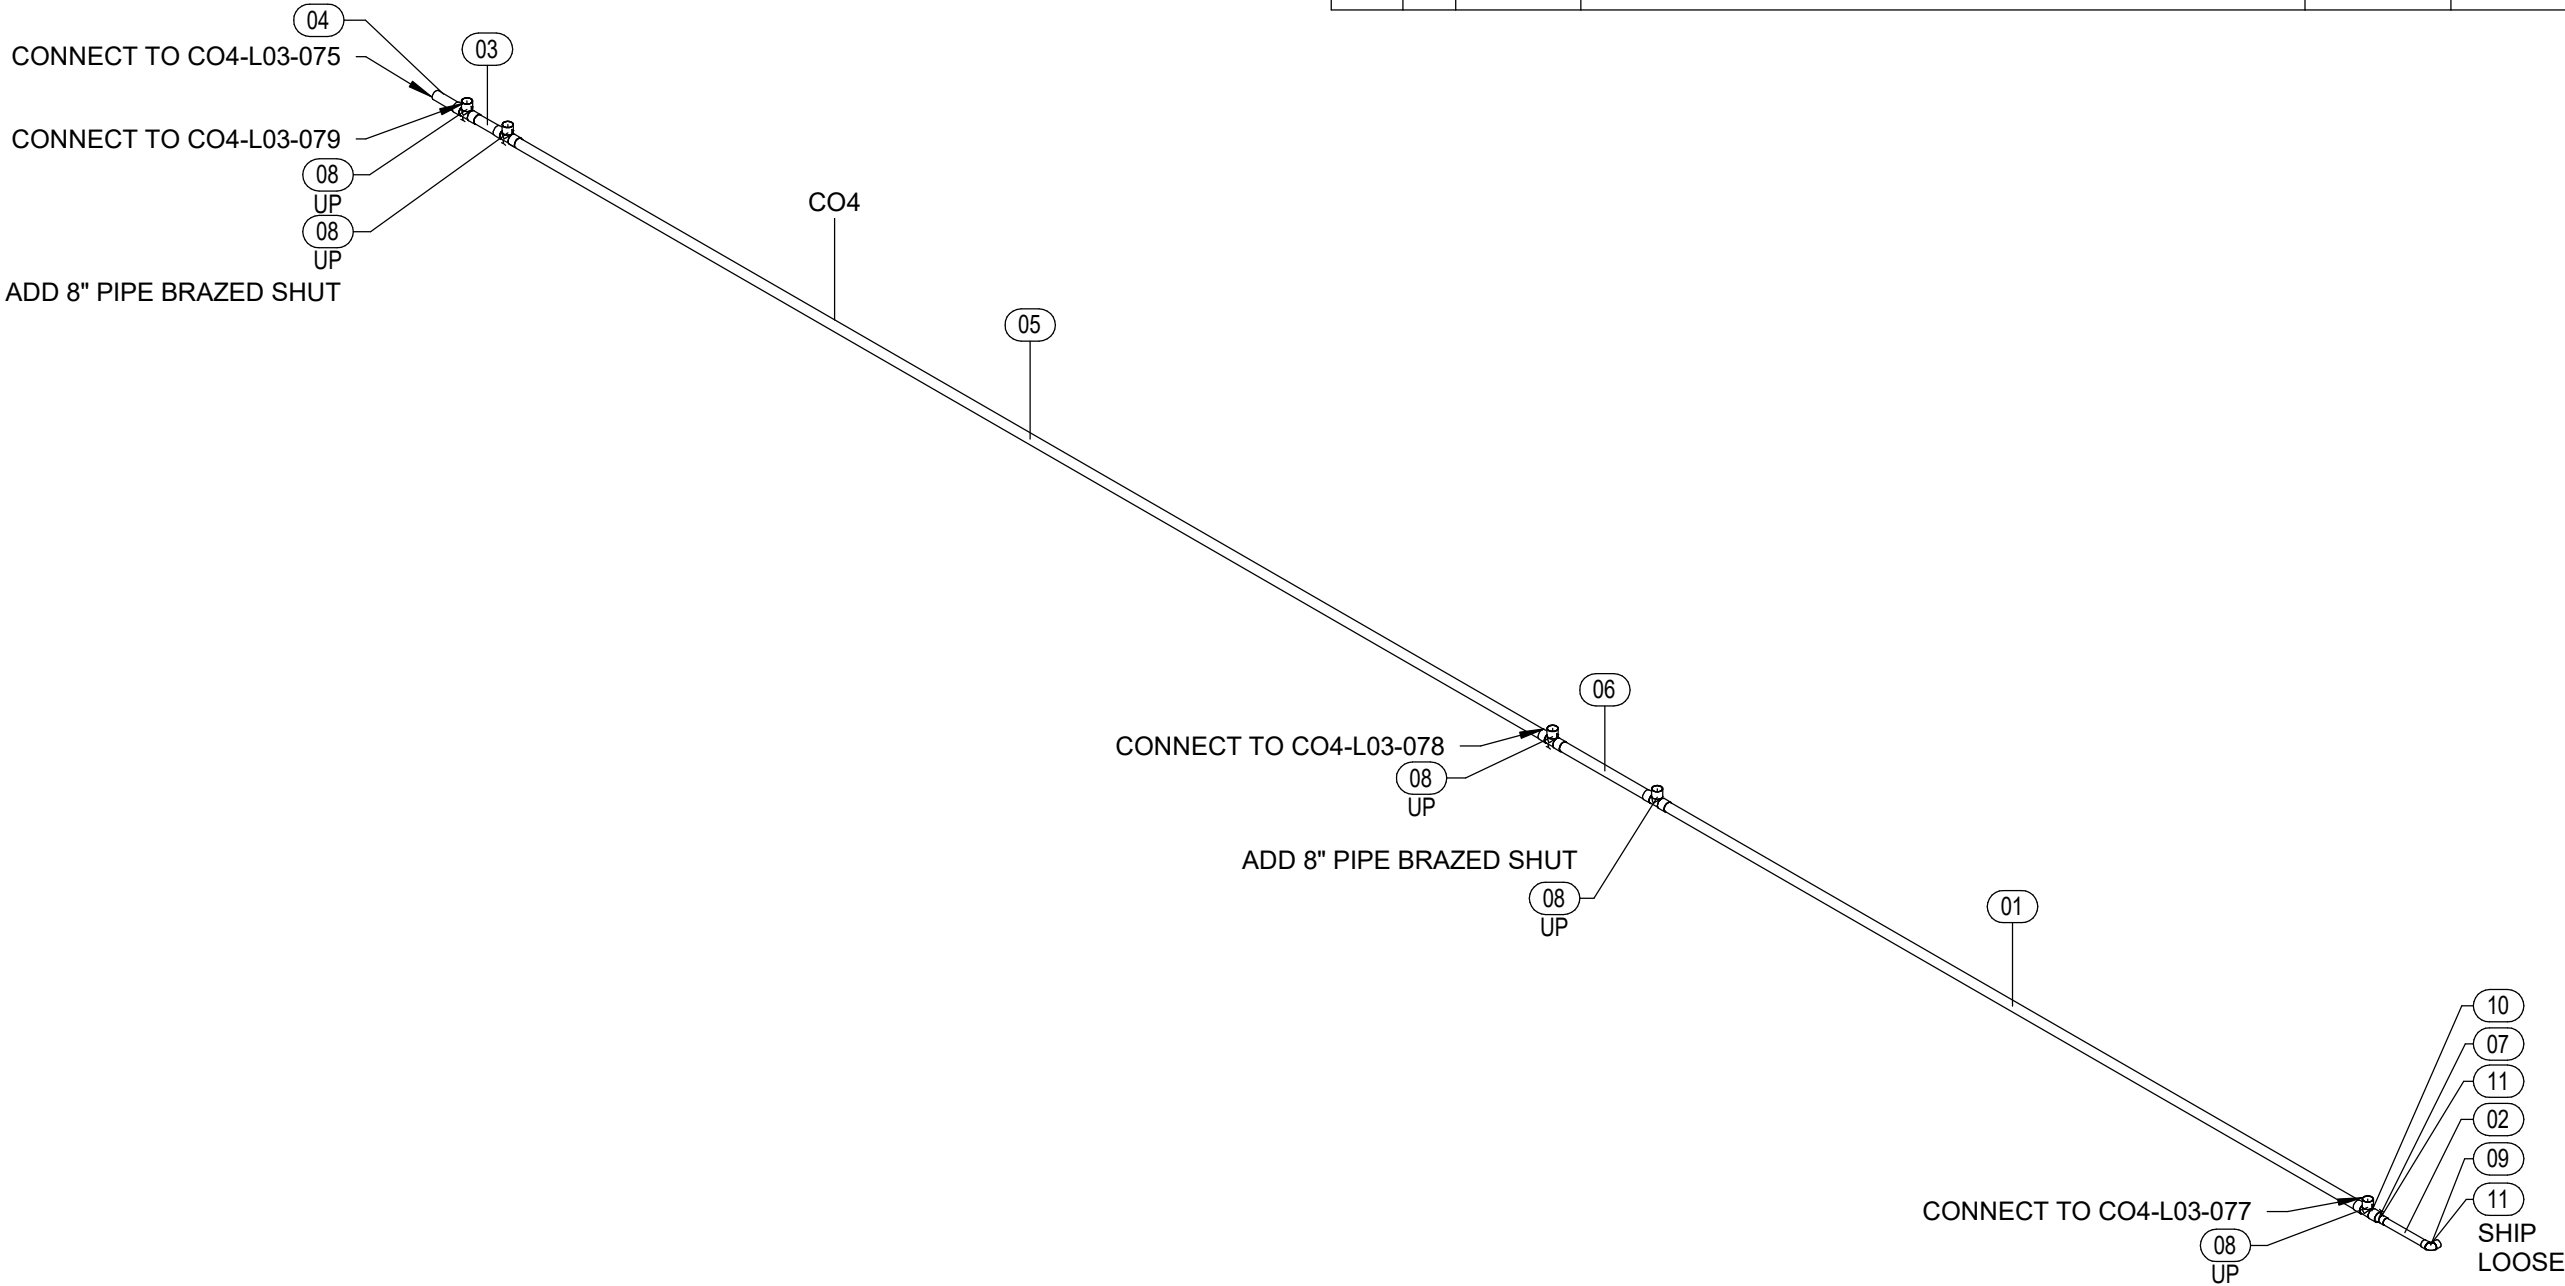 04
CONNECT TO CO4-L03-075
03
CONNECT TO CO4-L03-079
08
UP
08
UP
ADD 8" PIPE BRAZED SHUT
CO4
05
06
CONNECT TO CO4-L03-078
08
UP
ADD 8" PIPE BRAZED SHUT
08
UP
01
10
07
11
02
09
11
SHIP
LOOSE
CONNECT TO CO4-L03-077
08
UP